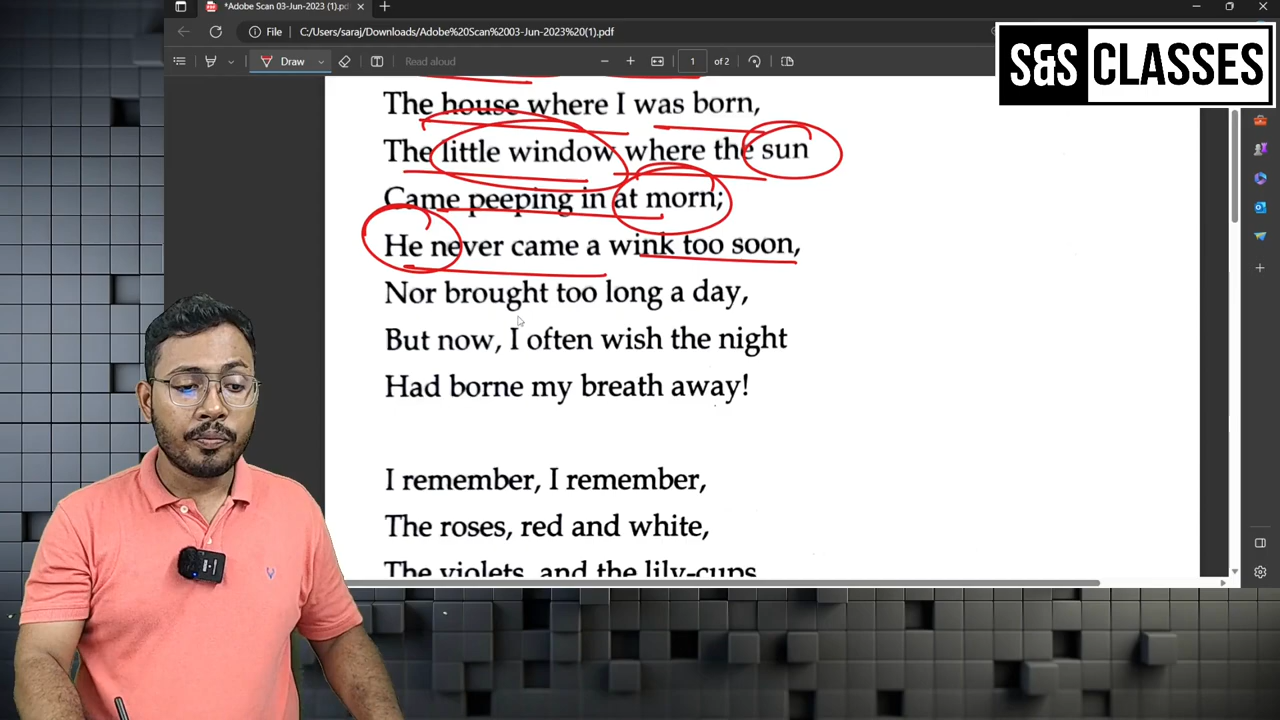 *Adobe Scan 03-Jun-2023 (1).pd
File
C:/Users/saraj/Downloads/Adobe%20Scan%2003-Jun-2023%20(1).pdf
S&S CLASSES
Draw
Read aloud
1
of 2
The house where I was born,
The little window where the sun
Came peeping in at morn;
He never came a wink too soon,
Nor brought too long a day,
But now, I often wish the night
Had borne my breath away!
I remember, I remember,
The roses, red and white,
The violets, and the lily-cups